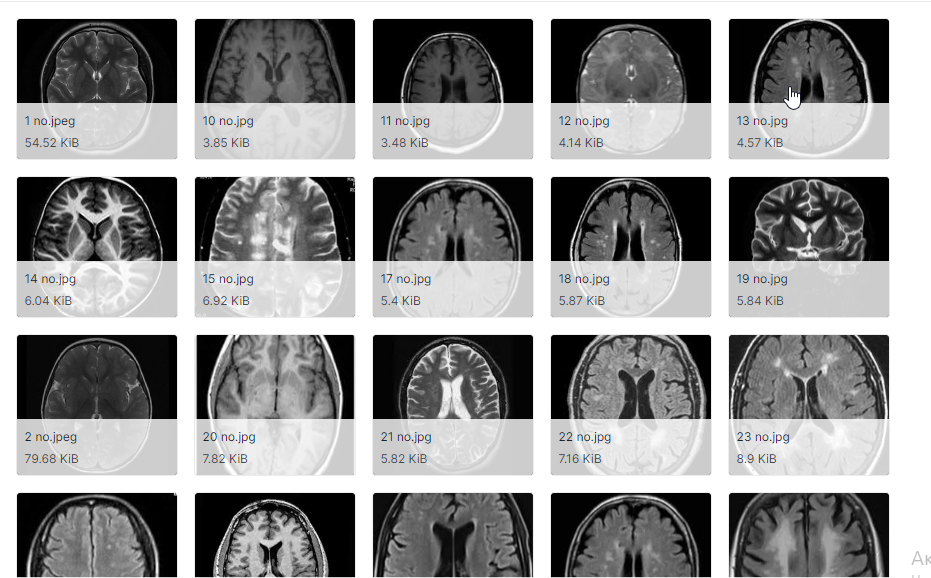 1 no.jpeg
54.52 KiB
10 no.jpg
3.85 KiB
11 no.jpg
3.48 KiB
12 no.jpg
4.14 KiB
13 no.jpg
4.57 KiB
14 no.jpg
6.04 KiB
15 no.jpg
6.92 KiB
17 no.jpg
5.4 KiB
18 no.jpg
5.87 KiB
19 no.jpg
5.84 KiB
2 no.jpeg
79.68 KiB
20 no.jpg
7.82 KiB
21 no.jpg
5.82 KiB
22 no.jpg
7.16 KiB
23 no.jpg
8.9 KiB